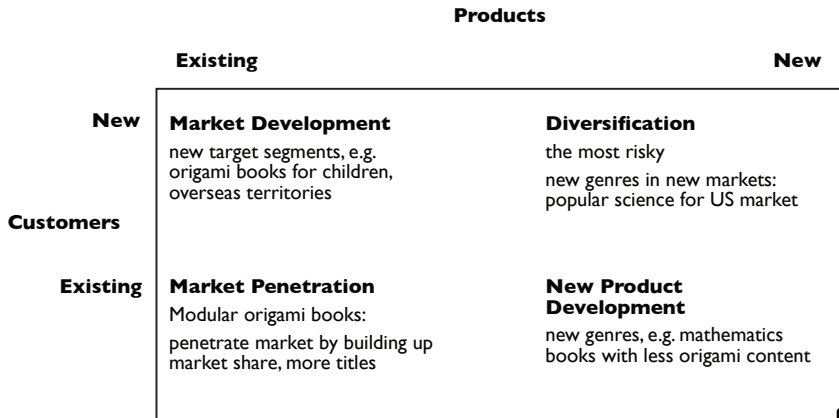 Products
Existing New
New
Market Development
new target segments, e.g.
origami books for children,
overseas territories
Diversification
the most risky
new genres in new markets:
popular science for US market
Customers
Existing
Market Penetration
Modular origami books:
penetrate market by building up
market share, more titles
New Product
Development
new genres, e.g. mathematics
books with less origami content